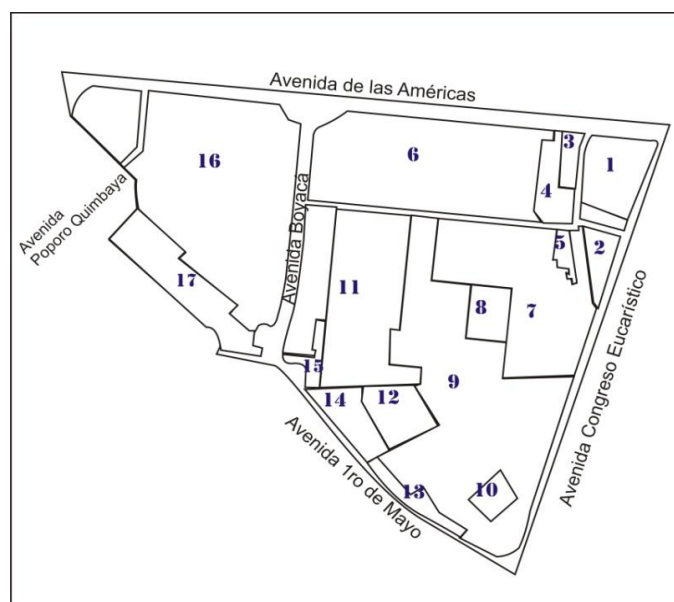 Avenida de las Américas
3
6
1
16
4
Avenida
Poporo Quimbaya
Avenida Boyaca
5
2
17
11
8
7
15
9
14
12
Avenida Congreso Eucarístico
Avenida 1ro de Mayo
13
10